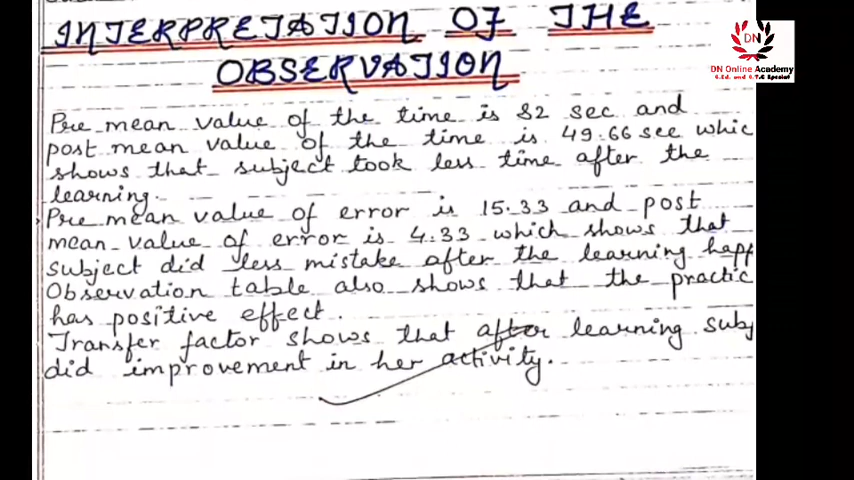 INTERPRETATION OF THE
OBSERVATION
DN
DN Online Academy
B.Ed. and B.T.C Special
Pre mean value of the time is 82 sec and
post mean value of the time is 49.66 sec whic
shows that subject took less time after the
learning.
Pre mean value of error is 15.33 and post
mean value of error is 4.33 which shows that
subject did less mistake after the learning happ
Observation table also shows that the practic
has positive effect.
Transfer factor shows that after learning subj
did improvement in her activity.